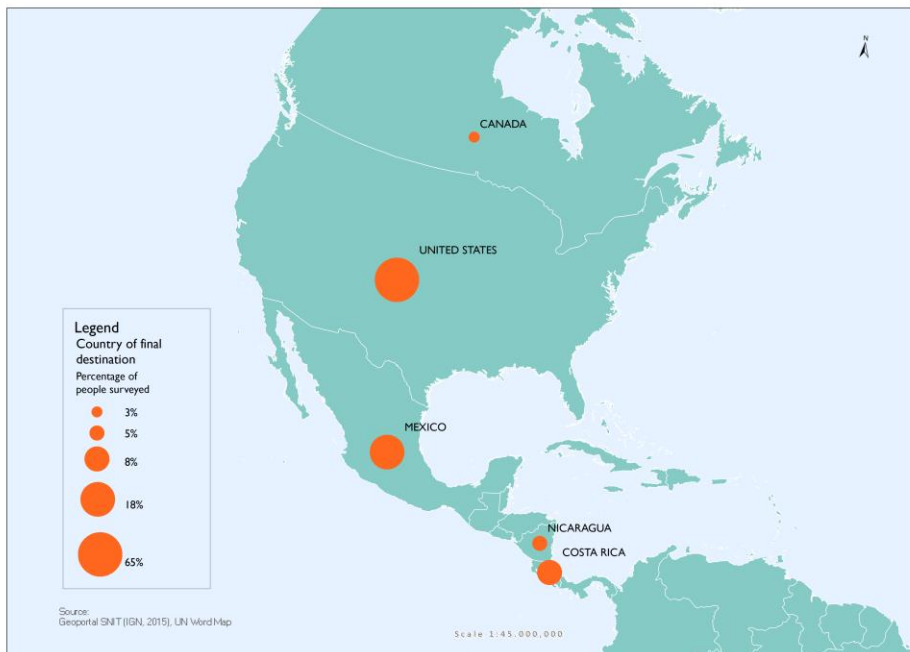 N
CANADA
UNITED STATES
MEXICO
NICARAGUA
COSTA RICA
Legend
Country of final
destination
Percentage of
people surveyed
3%
5%
8%
18%
65%
Source:
Geoportal SNIT (IGN, 2015), UN Word Map
Scale 1:45.000,000